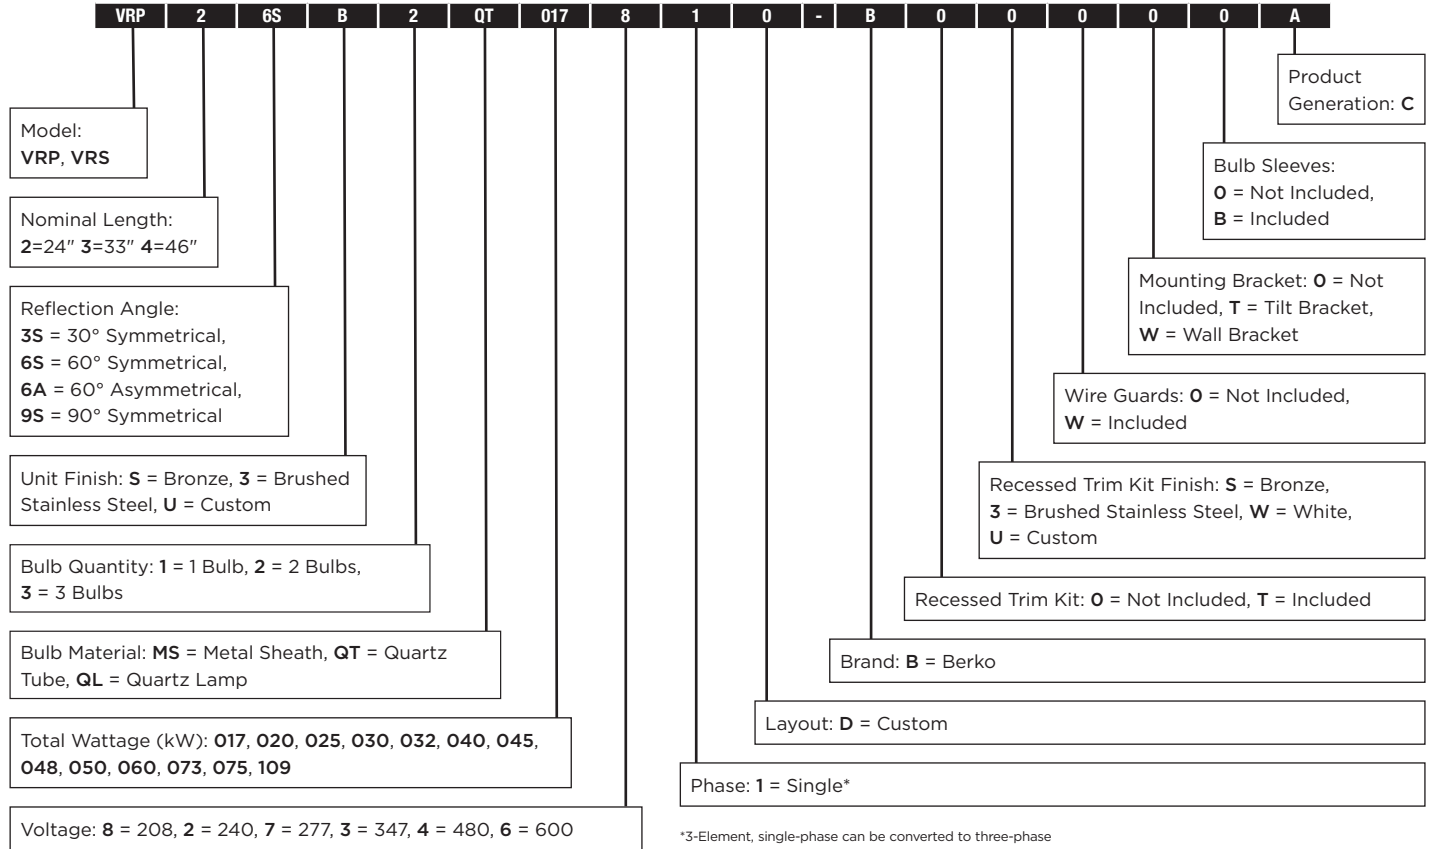 VRP 2 6S B 2 QT 017 8 1 0 - B 0 0 0 0 0 A
Product
Generation: C
Model:
VRP, VRS
Bulb Sleeves:
0 = Not Included,
B = Included
Nominal Length:
2=24" 3=33" 4=46"
Mounting Bracket: 0 = Not
Included, T = Tilt Bracket,
W = Wall Bracket
Reflection Angle:
3S = 30° Symmetrical,
6S = 60° Symmetrical,
6A = 60° Asymmetrical,
9S = 90° Symmetrical
Wire Guards: 0 = Not Included,
W = Included
Unit Finish: S = Bronze, 3 = Brushed
Stainless Steel, U = Custom
Recessed Trim Kit Finish: S = Bronze,
3 = Brushed Stainless Steel, W = White,
U = Custom
Bulb Quantity: 1 = 1 Bulb, 2 = 2 Bulbs,
3 = 3 Bulbs
Recessed Trim Kit: 0 = Not Included, T = Included
Bulb Material: MS = Metal Sheath, QT = Quartz
Tube, QL = Quartz Lamp
Brand: B = Berko
Total Wattage (kW): 017, 020, 025, 030, 032, 040, 045,
048, 050, 060, 073, 075, 109
Layout: D = Custom
Phase: 1 = Single*
Voltage: 8 = 208, 2 = 240, 7 = 277, 3 = 347, 4 = 480, 6 = 600
*3-Element, single-phase can be converted to three-phase